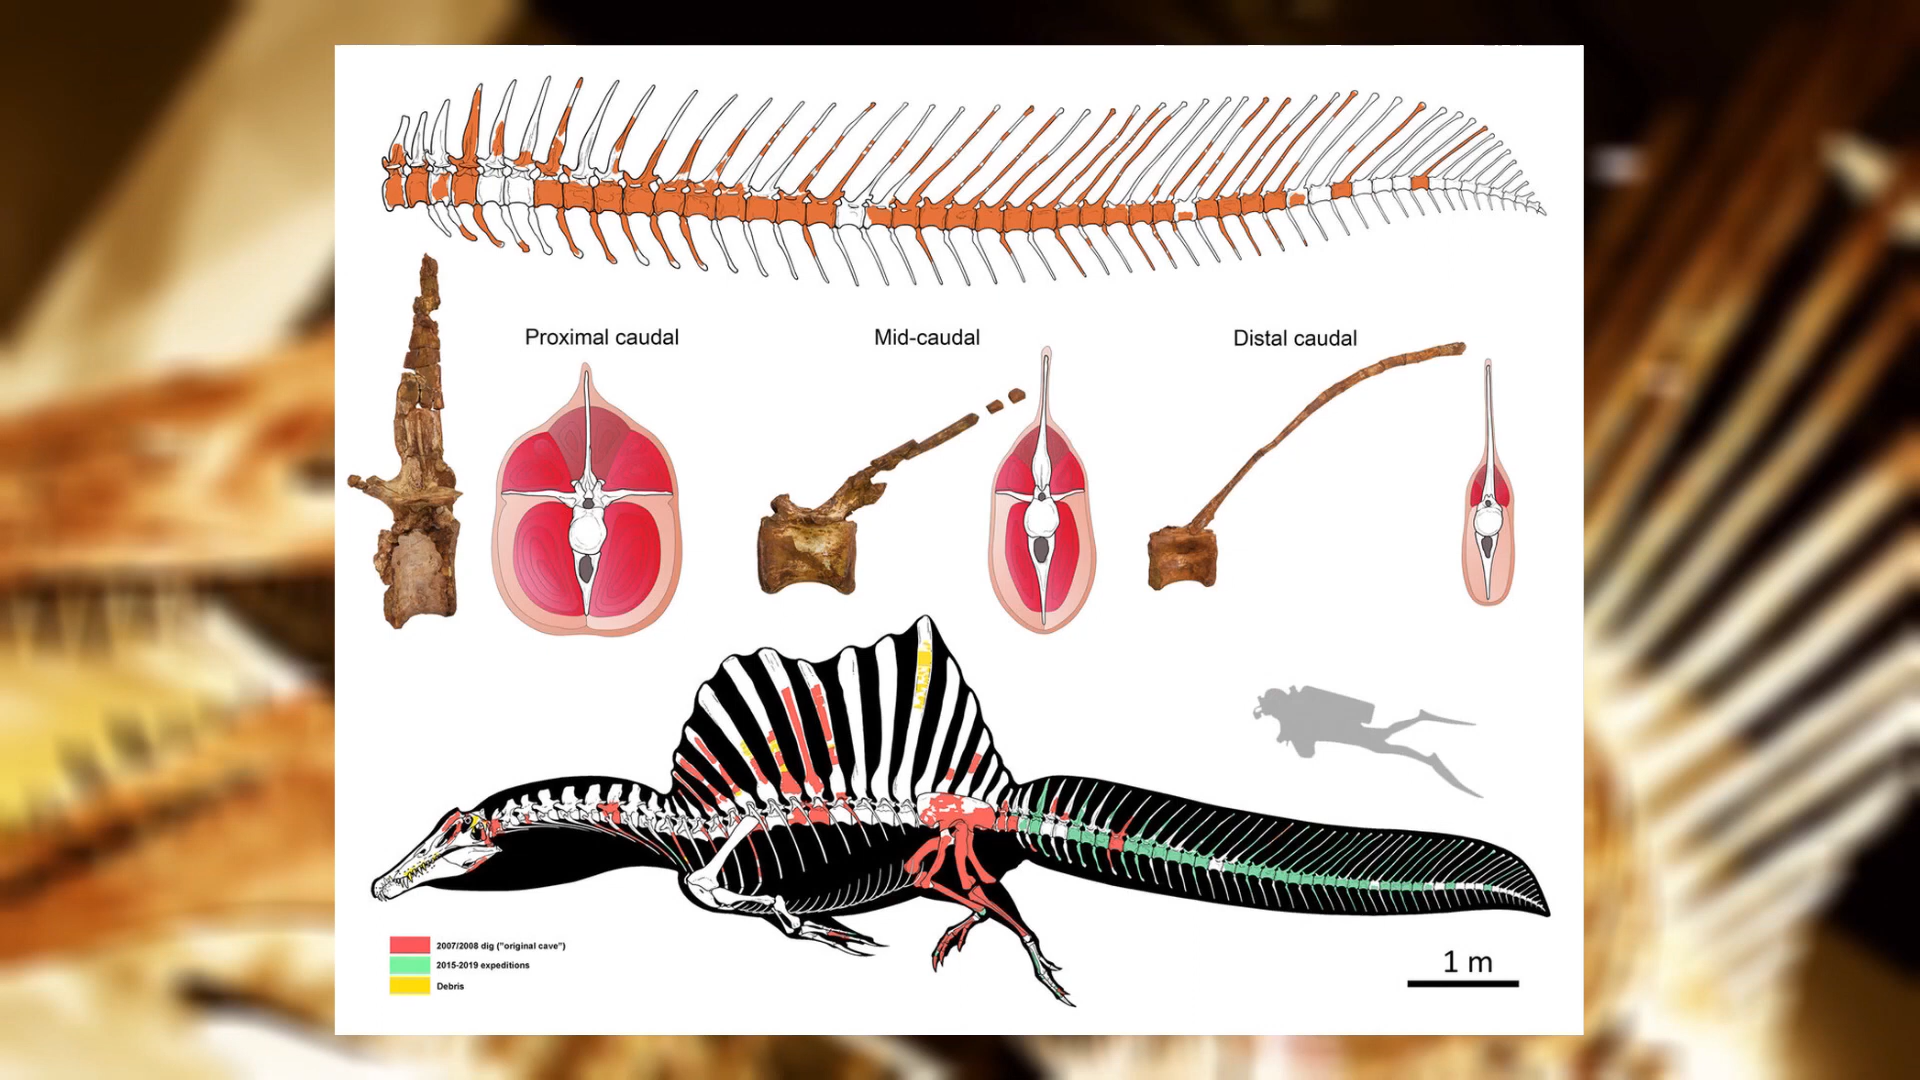 Proximal caudal
Mid-caudal
Distal caudal
2007/2008 dig ("original cave")
2015-2019 expeditions
Debris
1 m